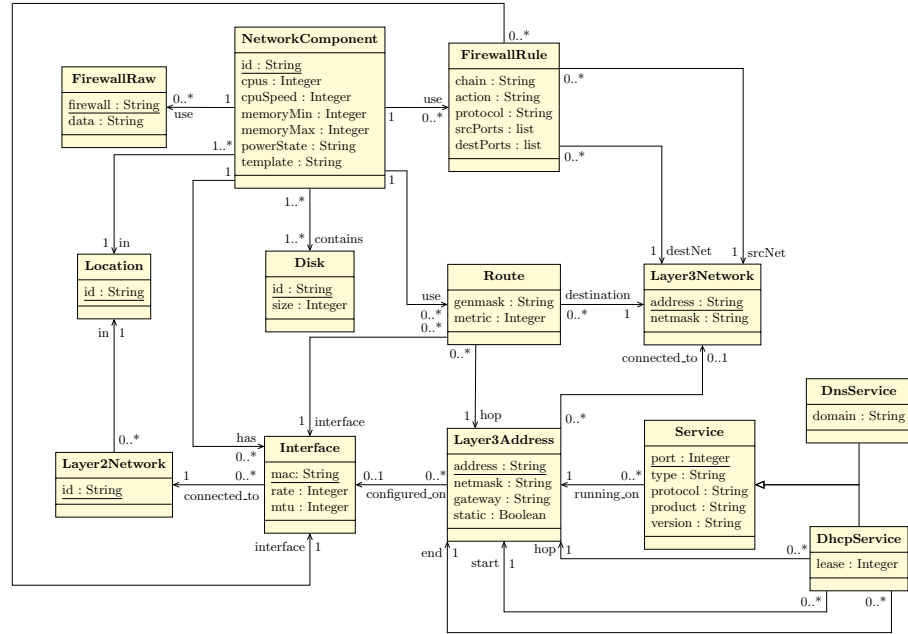 0..*
NetworkComponent
id : String
cpus : Integer
cpuSpeed : Integer
memoryMin : Integer
memoryMax : Integer
powerState : String
template : String
FirewallRule
chain : String
action : String
protocol : String
srcPorts : list
destPorts : list
FirewallRaw
firewall : String
data : String
0..*
use
1
1
use
0..*
0..*
0..*
1..*
1
1
1..*
1 in
1..* contains
1 destNet
1 srcNet
Location
id : String
Disk
id : String
size : Integer
Route
genmask : String
metric : Integer
Layer3Network
address : String
netmask : String
use
0..*
0..*
0..*
destination
0..*
1
in
1
connected_to
0..1
1
interface
1
hop
0..*
0..*
has
0..*
Layer2Network
id : String
1
0..*
connected_to
Interface
mac: String
rate : Integer
mtu : Integer
0..1
0..*
configured_on
Layer3Address
address : String
netmask : String
gateway : String
static : Boolean
1
0..*
running_on
Service
port : Integer
type : String
protocol : String
product : String
version : String
DnsService
domain : String
DhcpService
lease : Integer
interface
1
end
1
start
1
hop
1
0..*
0..*
0..*